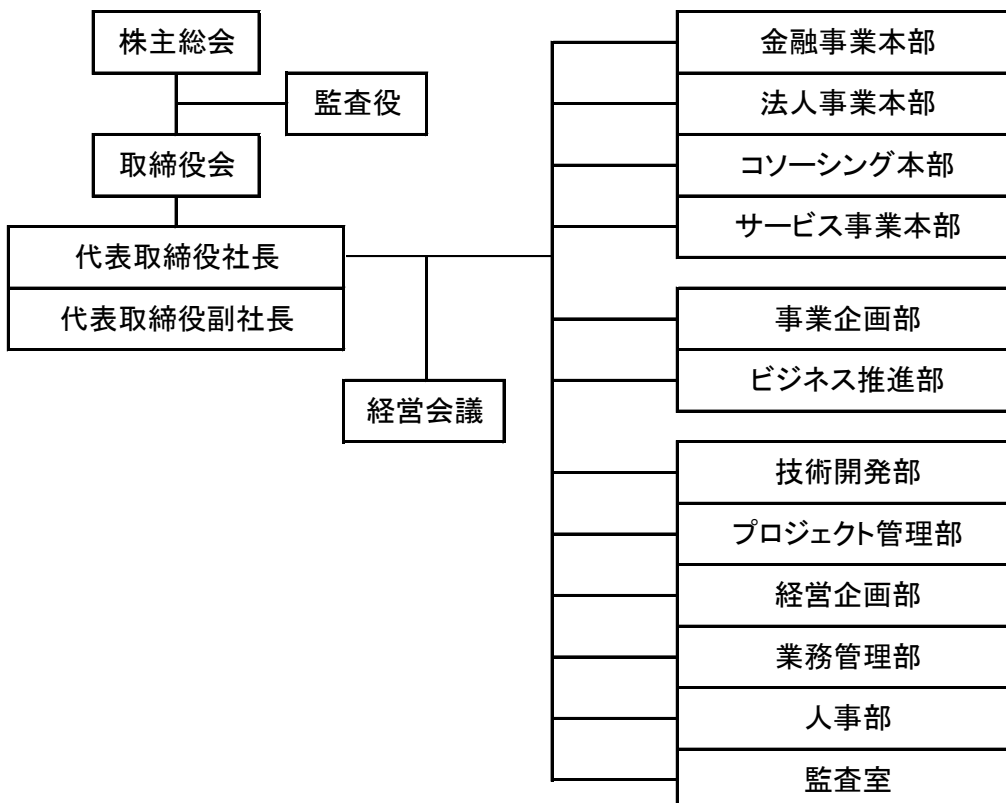 株主総会
監査役
取締役会
代表取締役社長
代表取締役副社長
経営会議
金融事業本部
法人事業本部
コソーシング本部
サービス事業本部
事業企画部
ビジネス推進部
技術開発部
プロジェクト管理部
経営企画部
業務管理部
人事部
監査室